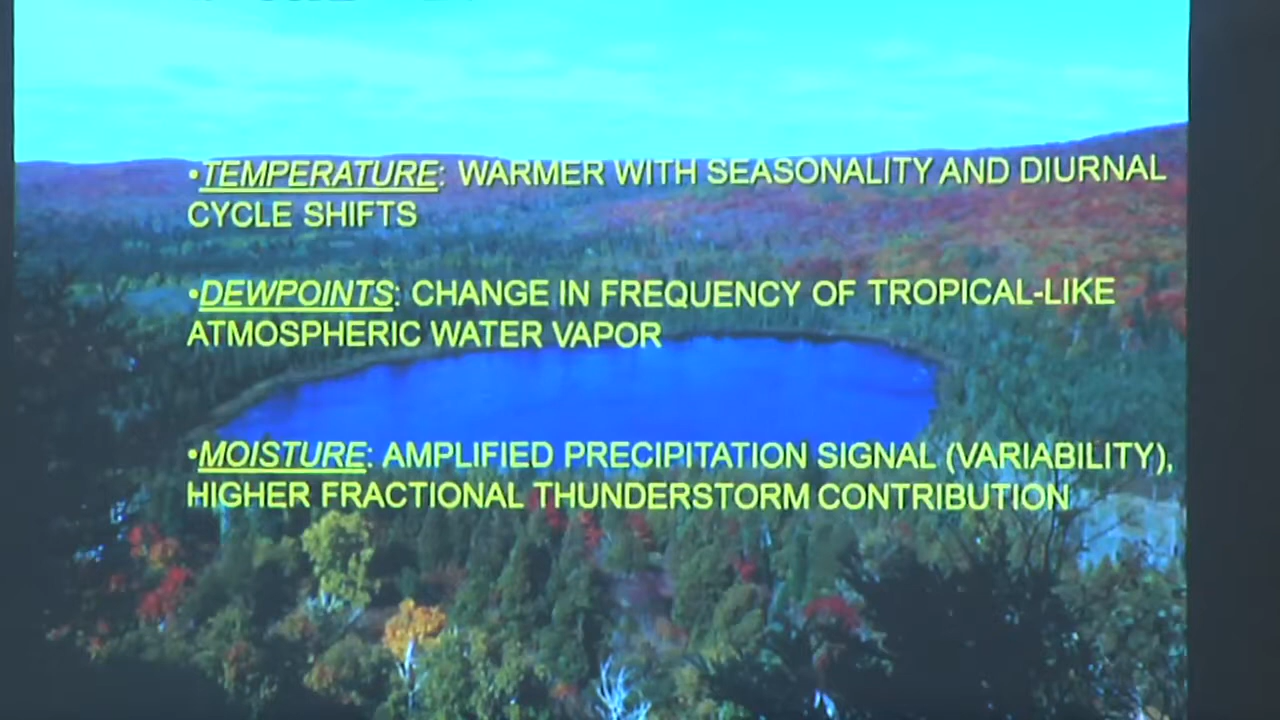 •TEMPERATURE: WARMER WITH SEASONALITY AND DIURNAL
CYCLE SHIFTS
•DEWPOINTS: CHANGE IN FREQUENCY OF TROPICAL-LIKE
ATMOSPHERIC WATER VAPOR
•MOISTURE: AMPLIFIED PRECIPITATION SIGNAL (VARIABILITY),
HIGHER FRACTIONAL THUNDERSTORM CONTRIBUTION